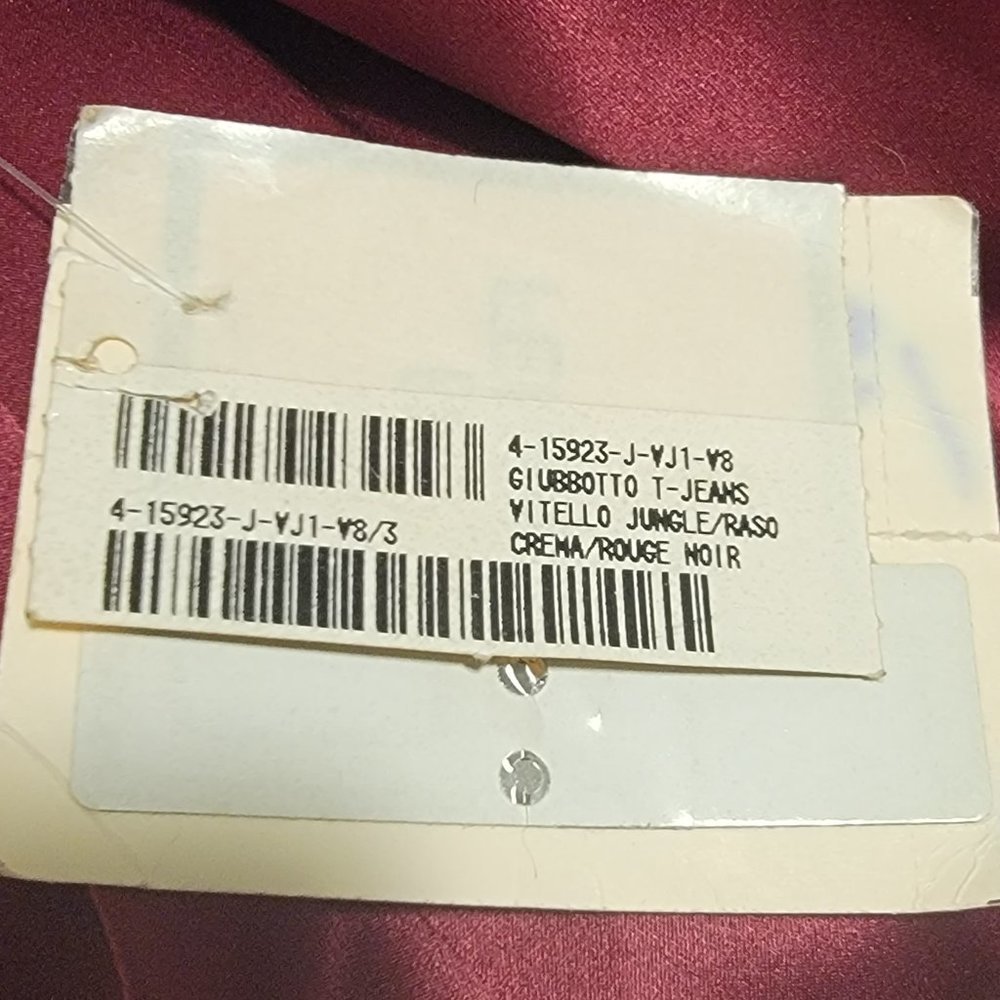 4-15923-J-VJ1-V8
GIUBBOTTO T-JEANS
VITELLO JUNGLE/RASO
CREMA/ROUGE NOIR
4-15923-J-VJ1-V8/3